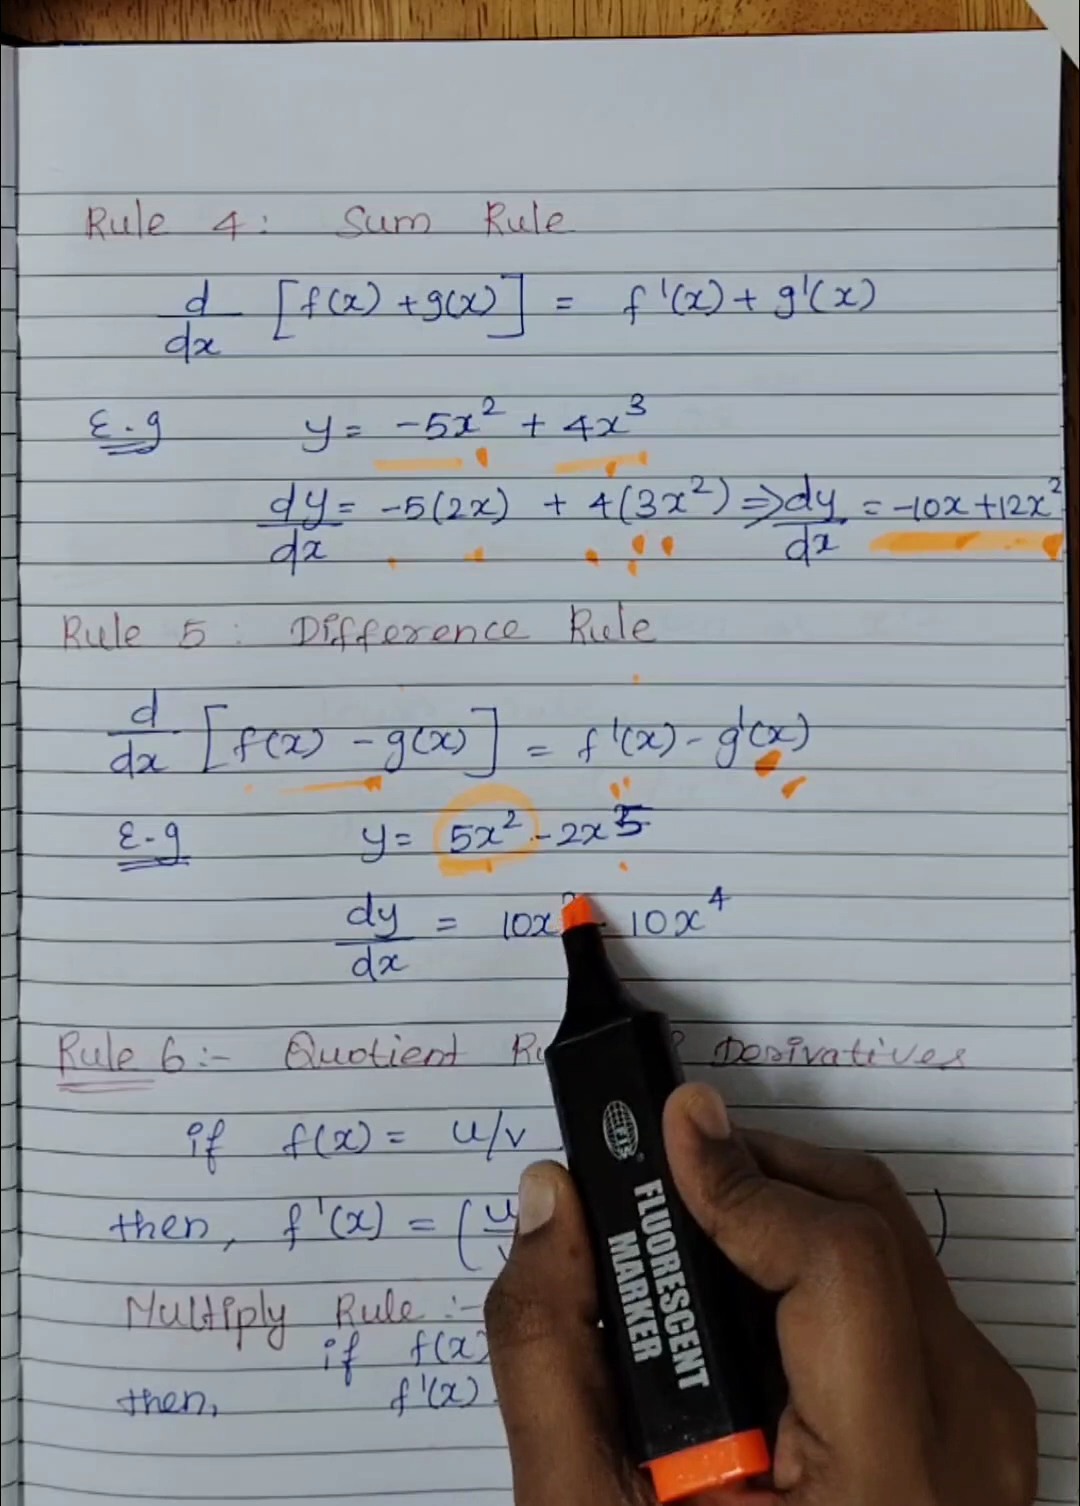 Rule 4: Sum Rule
d/dx [f(x) + g(x)] = f'(x) + g'(x)
E.g y = -5x² + 4x³
dy/dx = -5(2x) + 4(3x²) ⇒ dy/dx = -10x + 12x²
Rule 5: Difference Rule
d/dx [f(x) - g(x)] = f'(x) - g'(x)
E.g y = 5x² - 2x⁵
dy/dx = 10x - 10x⁴
Rule 6:- Quotient Derivatives
if f(x) = u/v
then, f'(x) = (
Multiply Rule :-
if f(x)
then, f'(x)
FLUORESCENT
MARKER